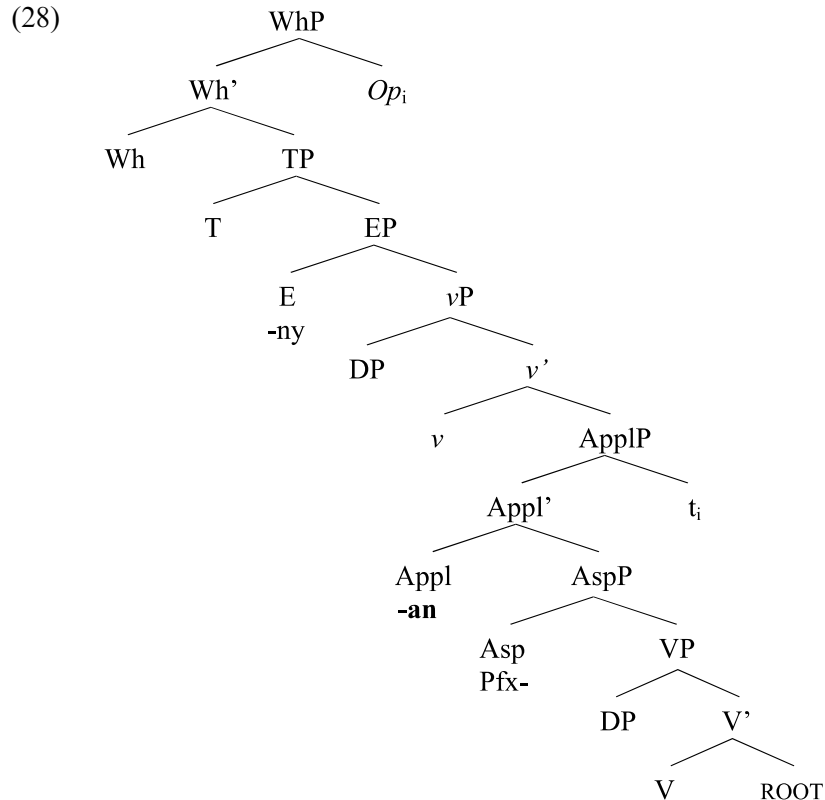 (28)
WhP
Wh’ Opi
Wh TP
T EP
E vP
-ny
DP v’
v ApplP
Appl’ ti
Appl AspP
-an
Asp VP
Pfx-
DP V’
V ROOT